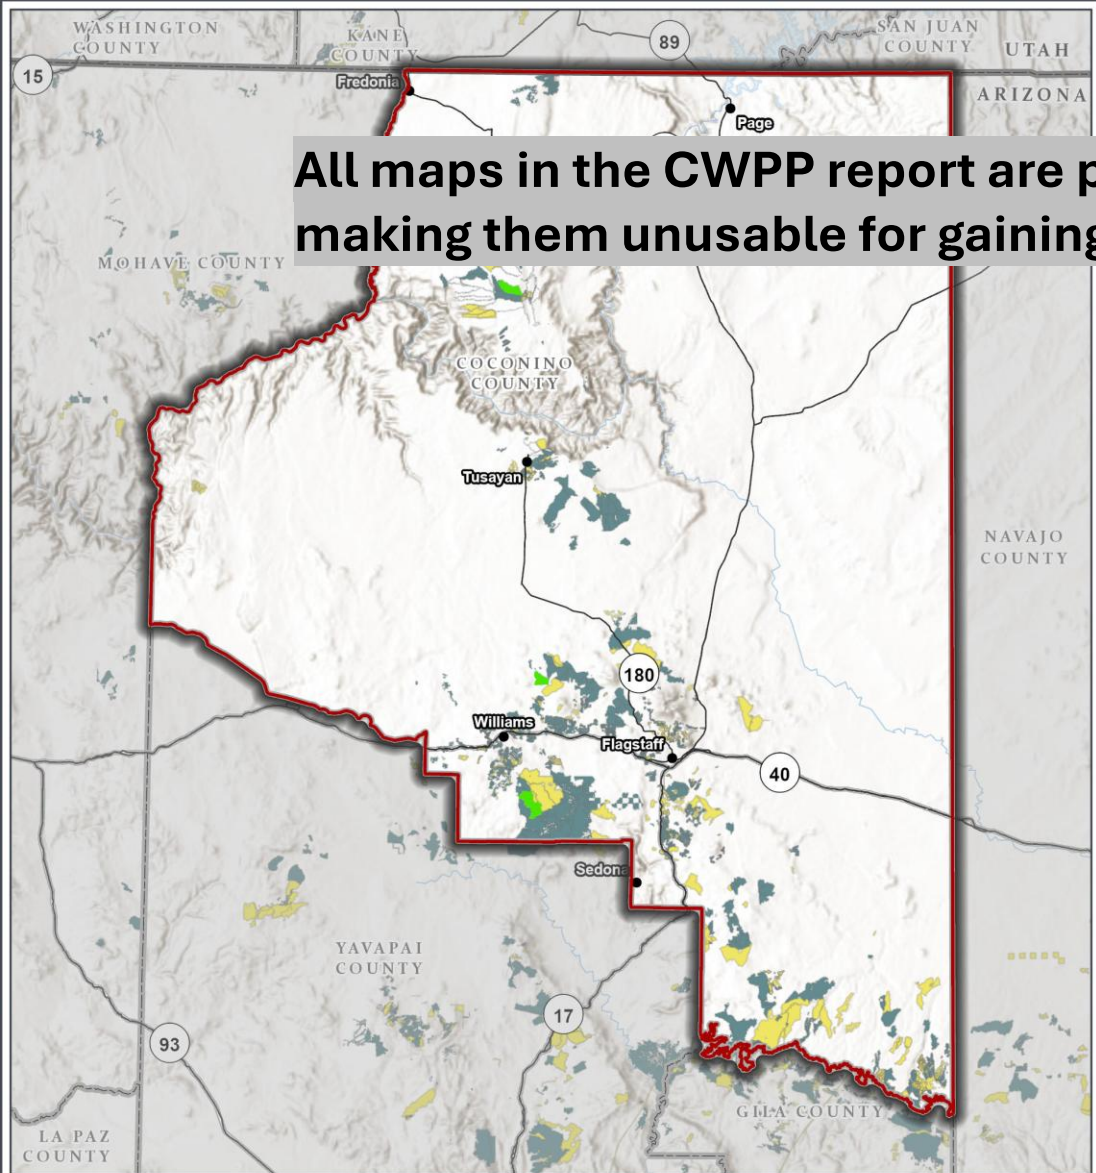 WASHINGTON
COUNTY
KANE
COUNTY
89
SAN JUAN
COUNTY
UTAH
15
Fredonia
ARIZONA
Page
All maps in the CWPP report are p
making them unusable for gaining
MOHAVE COUNTY
COCONINO
COUNTY
Tusayan
NAVAJO
COUNTY
180
Williams
Flagstaff
40
Sedona
YAVAPAI
COUNTY
17
93
GILA COUNTY
LA PAZ
COUNTY